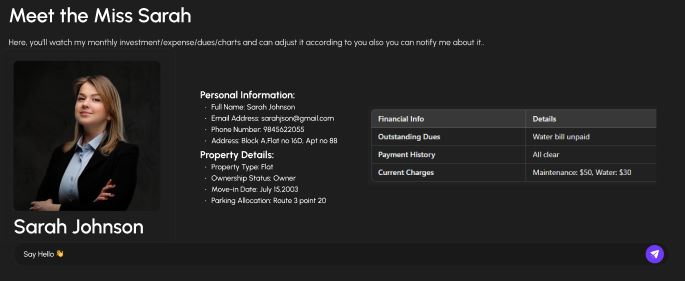 Meet the Miss Sarah
Here, you'll watch my monthly investment/expense/dues/charts and can adjust it according to you also you can notify me about it..
Personal Information:
· Full Name: Sarah Johnson
· Email Address: sarahjson@gmail.com
· Phone Number: 9845622055
· Address: Block A,Flat no 16D, Apt no 88
Property Details:
· Property Type: Flat
· Ownership Status: Owner
· Move-in Date: July 15,2003
· Parking Allocation: Route 3 point 20
Financial Info Details
Outstanding Dues Water bill unpaid
Payment History All clear
Current Charges Maintenance: $50, Water: $30
Sarah Johnson
Say Hello 👋